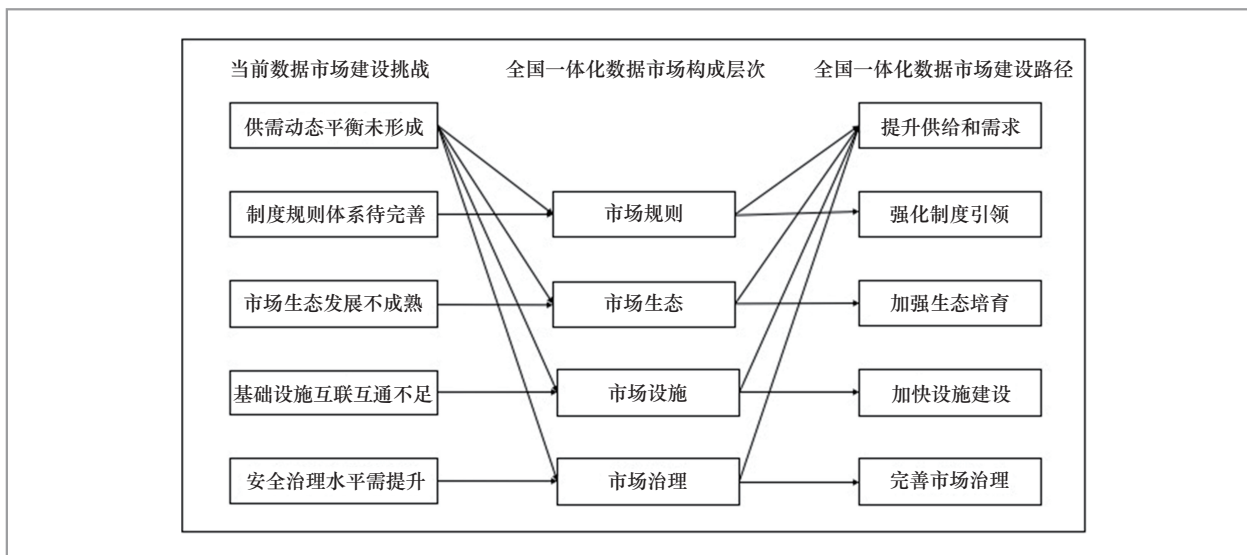 当前数据市场建设挑战
全国一体化数据市场构成层次
全国一体化数据市场建设路径
供需动态平衡未形成
提升供给和需求
制度规则体系待完善
市场规则
强化制度引领
市场生态发展不成熟
市场生态
加强生态培育
基础设施互联互通不足
市场设施
加快设施建设
安全治理水平需提升
市场治理
完善市场治理